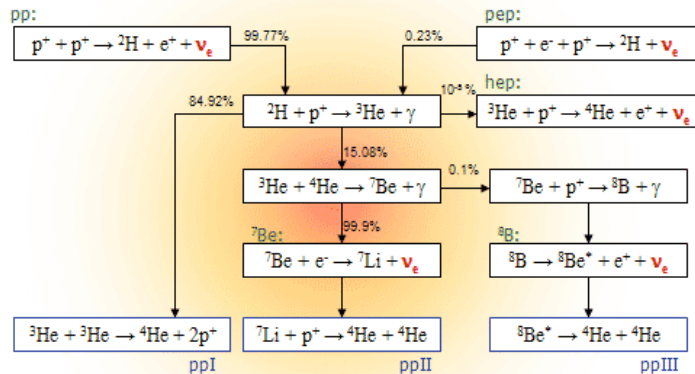 pp:
pep:
p⁺ + p⁺ → ²H + e⁺ + νₑ
99.77%
0.23%
p⁺ + e⁻ + p⁺ → ²H + νₑ
hep:
84.92%
²H + p⁺ → ³He + γ
10⁻⁵ %
³He + p⁺ → ⁴He + e⁺ + νₑ
15.08%
³He + ⁴He → ⁷Be + γ
0.1%
⁷Be + p⁺ → ⁸B + γ
99.9%
⁷Be:
⁸B:
⁷Be + e⁻ → ⁷Li + νₑ
⁸B → ⁸Be* + e⁺ + νₑ
³He + ³He → ⁴He + 2p⁺
⁷Li + p⁺ → ⁴He + ⁴He
⁸Be* → ⁴He + ⁴He
ppI
ppII
ppIII